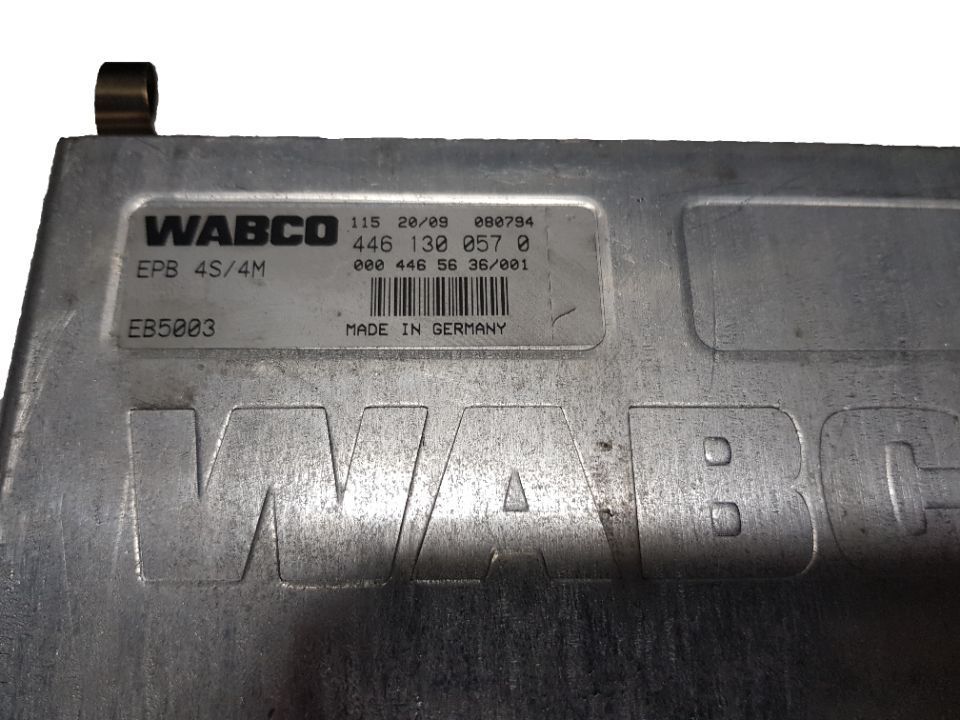 WABCO 115 20/09 080794
446 130 057 0
EPB 4S/4M 000 446 56 36/001
EB5003 MADE IN GERMANY
WABC